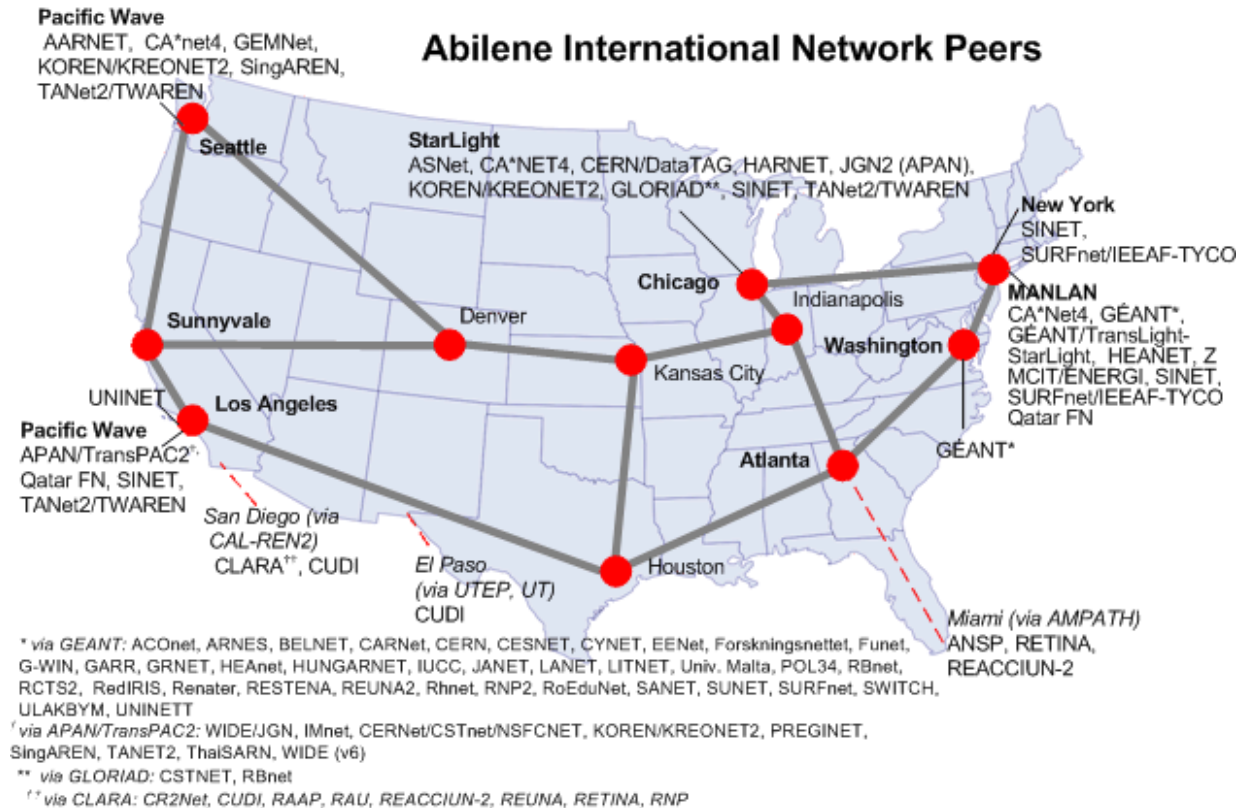 Pacific Wave
AARNET, CA*net4, GEMNet,
KOREN/KREONET2, SingAREN,
TANet2/TWAREN
Abilene International Network Peers
Seattle
StarLight
ASNet, CA*NET4, CERN/DataTAG, HARNET, JGN2 (APAN),
KOREN/KREONET2, GLORIAD**, SINET, TANet2/TWAREN
New York
SINET,
SURFnet/IEEAF-TYCO
Chicago
Indianapolis
MANLAN
CA*Net4, GÉANT*,
GÉANT/TransLight-
StarLight, HEANET, Z
MCIT/ENERGI, SINET,
SURFnet/IEEAF-TYCO
Qatar FN
Sunnyvale
Denver
Washington
Kansas City
UNINET
Los Angeles
Pacific Wave
APAN/TransPAC2†,
Qatar FN, SINET,
TANet2/TWAREN
GÉANT*
Atlanta
San Diego (via
CAL-REN2)
CLARA††, CUDI
El Paso
(via UTEP, UT)
CUDI
Houston
Miami (via AMPATH)
ANSP, RETINA,
REACCIUN-2
* via GEANT: ACOnet, ARNES, BELNET, CARNet, CERN, CESNET, CYNET, EENet, Forskningsnettet, Funet,
G-WIN, GARR, GRNET, HEAnet, HUNGARNET, IUCC, JANET, LANET, LITNET, Univ. Malta, POL34, RBnet,
RCTS2, RedIRIS, Renater, RESTENA, REUNA2, Rhnet, RNP2, RoEduNet, SANET, SUNET, SURFnet, SWITCH,
ULAKBYM, UNINETT
† via APAN/TransPAC2: WIDE/JGN, IMnet, CERNet/CSTnet/NSFCNET, KOREN/KREONET2, PREGINET,
SingAREN, TANET2, ThaiSARN, WIDE (v6)
** via GLORIAD: CSTNET, RBnet
†† via CLARA: CR2Net, CUDI, RAAP, RAU, REACCIUN-2, REUNA, RETINA, RNP